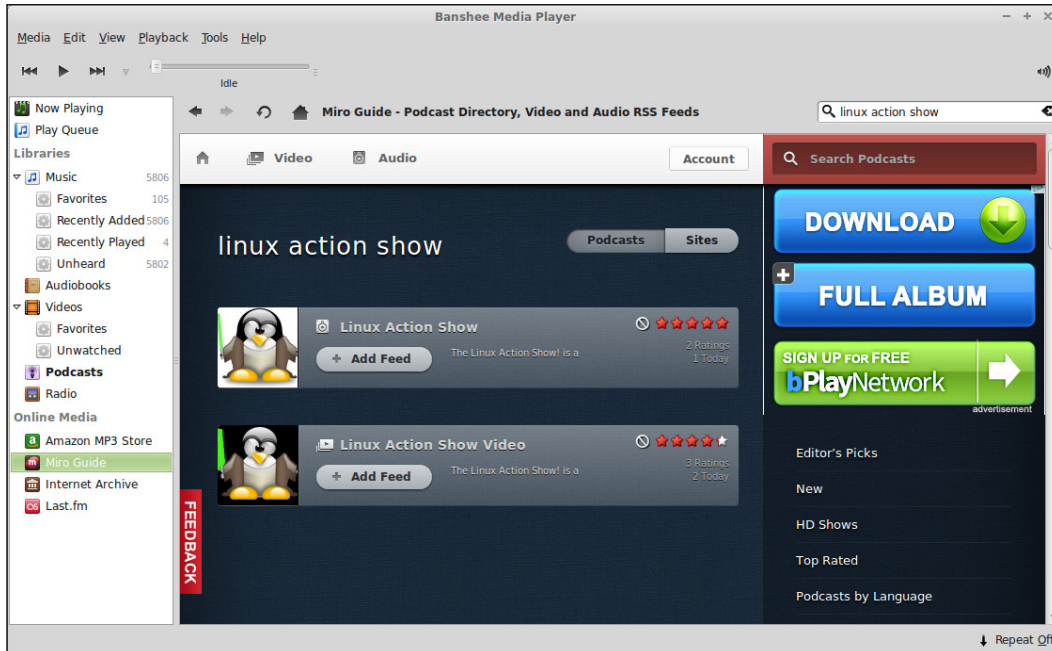 Banshee Media Player
Media Edit View Playback Tools Help
Idle
Now Playing
Play Queue
Libraries
Music 5806
Favorites 105
Recently Added 5806
Recently Played 4
Unheard 5802
Audiobooks
Videos
Favorites
Unwatched
Podcasts
Radio
Online Media
a Amazon MP3 Store
m Miro Guide
Internet Archive
Last.fm
Miro Guide - Podcast Directory, Video and Audio RSS Feeds
linux action show
Video Audio Account
Search Podcasts
linux action show
Podcasts Sites
Linux Action Show
2 Ratings
1 Today
+ Add Feed The Linux Action Show! is a
Linux Action Show Video
3 Ratings
2 Today
+ Add Feed The Linux Action Show! is a
FEEDBACK
DOWNLOAD
FULL ALBUM
SIGN UP FOR FREE
bPlayNetwork
advertisement
Editor's Picks
New
HD Shows
Top Rated
Podcasts by Language
Repeat Off